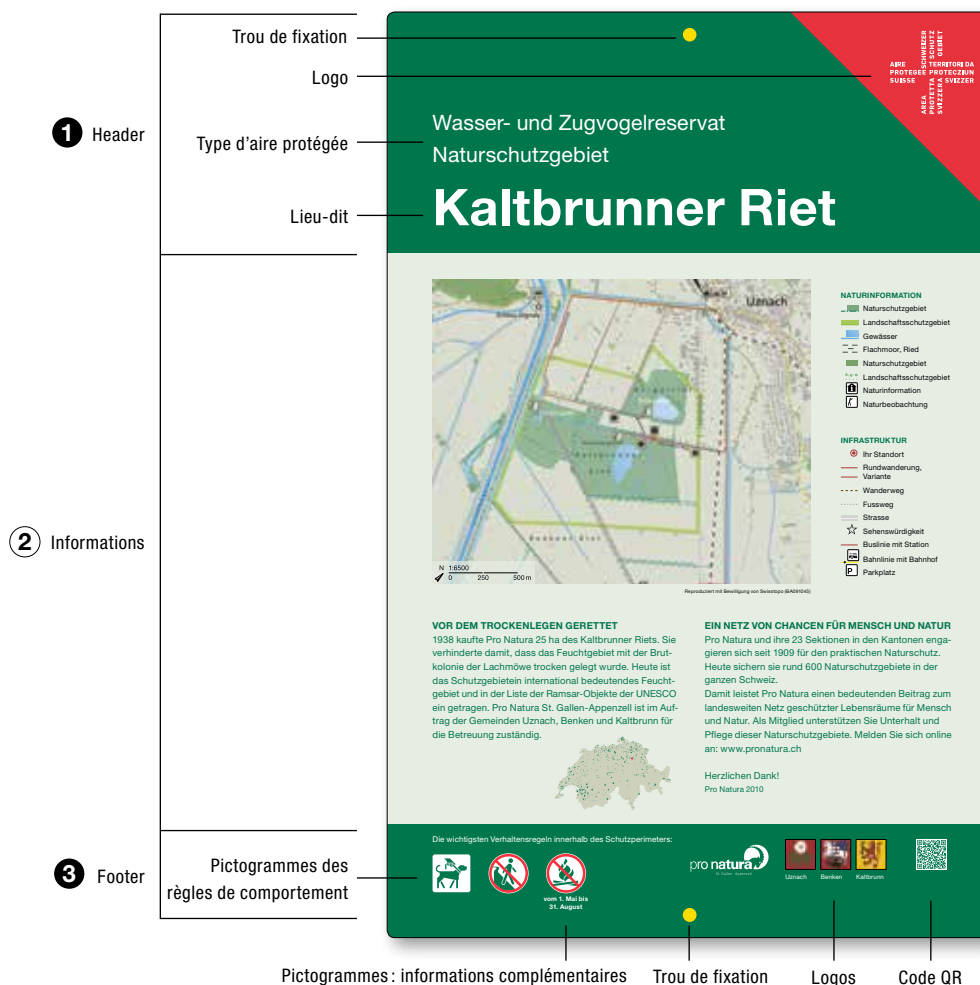 Trou de fixation
Logo
1 Header
Type d'aire protégée
Lieu-dit
2 Informations
3 Footer
Pictogrammes des
règles de comportement
AIRE
PROTEGEE
SUISSE
SCHWEIZER
SCHUTZ
GEBIET
TERRITORI DA
PROTECZIUN
SVIZZER
AREA
PROTETTA
SVIZZERA
Wasser- und Zugvogelreservat
Naturschutzgebiet
Kaltbrunner Riet
Uznach
N 1:6500
0 250 500 m
Reproduziert mit Bewilligung von Swisstopo (BA091045)
NATURINFORMATION
Naturschutzgebiet
Landschaftsschutzgebiet
Gewässer
Flachmoor, Ried
Naturschutzgebiet
Landschaftsschutzgebiet
Naturinformation
Naturbeobachtung
INFRASTRUKTUR
Ihr Standort
Rundwanderung,
Variante
Wanderweg
Fussweg
Strasse
Sehenswürdigkeit
Buslinie mit Station
Bahnlinie mit Bahnhof
P Parkplatz
VOR DEM TROCKENLEGEN GERETTET
1938 kaufte Pro Natura 25 ha des Kaltbrunner Riets. Sie
verhinderte damit, dass das Feuchtgebiet mit der Brut-
kolonie der Lachmöwe trocken gelegt wurde. Heute ist
das Schutzgebietein international bedeutendes Feucht-
gebiet und in der Liste der Ramsar-Objekte der UNESCO
ein getragen. Pro Natura St. Gallen-Appenzell ist im Auf-
trag der Gemeinden Uznach, Benken und Kaltbrunn für
die Betreuung zuständig.
EIN NETZ VON CHANCEN FÜR MENSCH UND NATUR
Pro Natura und ihre 23 Sektionen in den Kantonen enga-
gieren sich seit 1909 für den praktischen Naturschutz.
Heute sichern sie rund 600 Naturschutzgebiete in der
ganzen Schweiz.
Damit leistet Pro Natura einen bedeutenden Beitrag zum
landesweiten Netz geschützter Lebensräume für Mensch
und Natur. Als Mitglied unterstützen Sie Unterhalt und
Pflege dieser Naturschutzgebiete. Melden Sie sich online
an: www.pronatura.ch
Herzlichen Dank!
Pro Natura 2010
Die wichtigsten Verhaltensregeln innerhalb des Schutzperimeters:
vom 1. Mai bis
31. August
pro natura
St. Gallen - Appenzell
Uznach Benken Kaltbrunn
Pictogrammes : informations complémentaires
Trou de fixation
Logos
Code QR